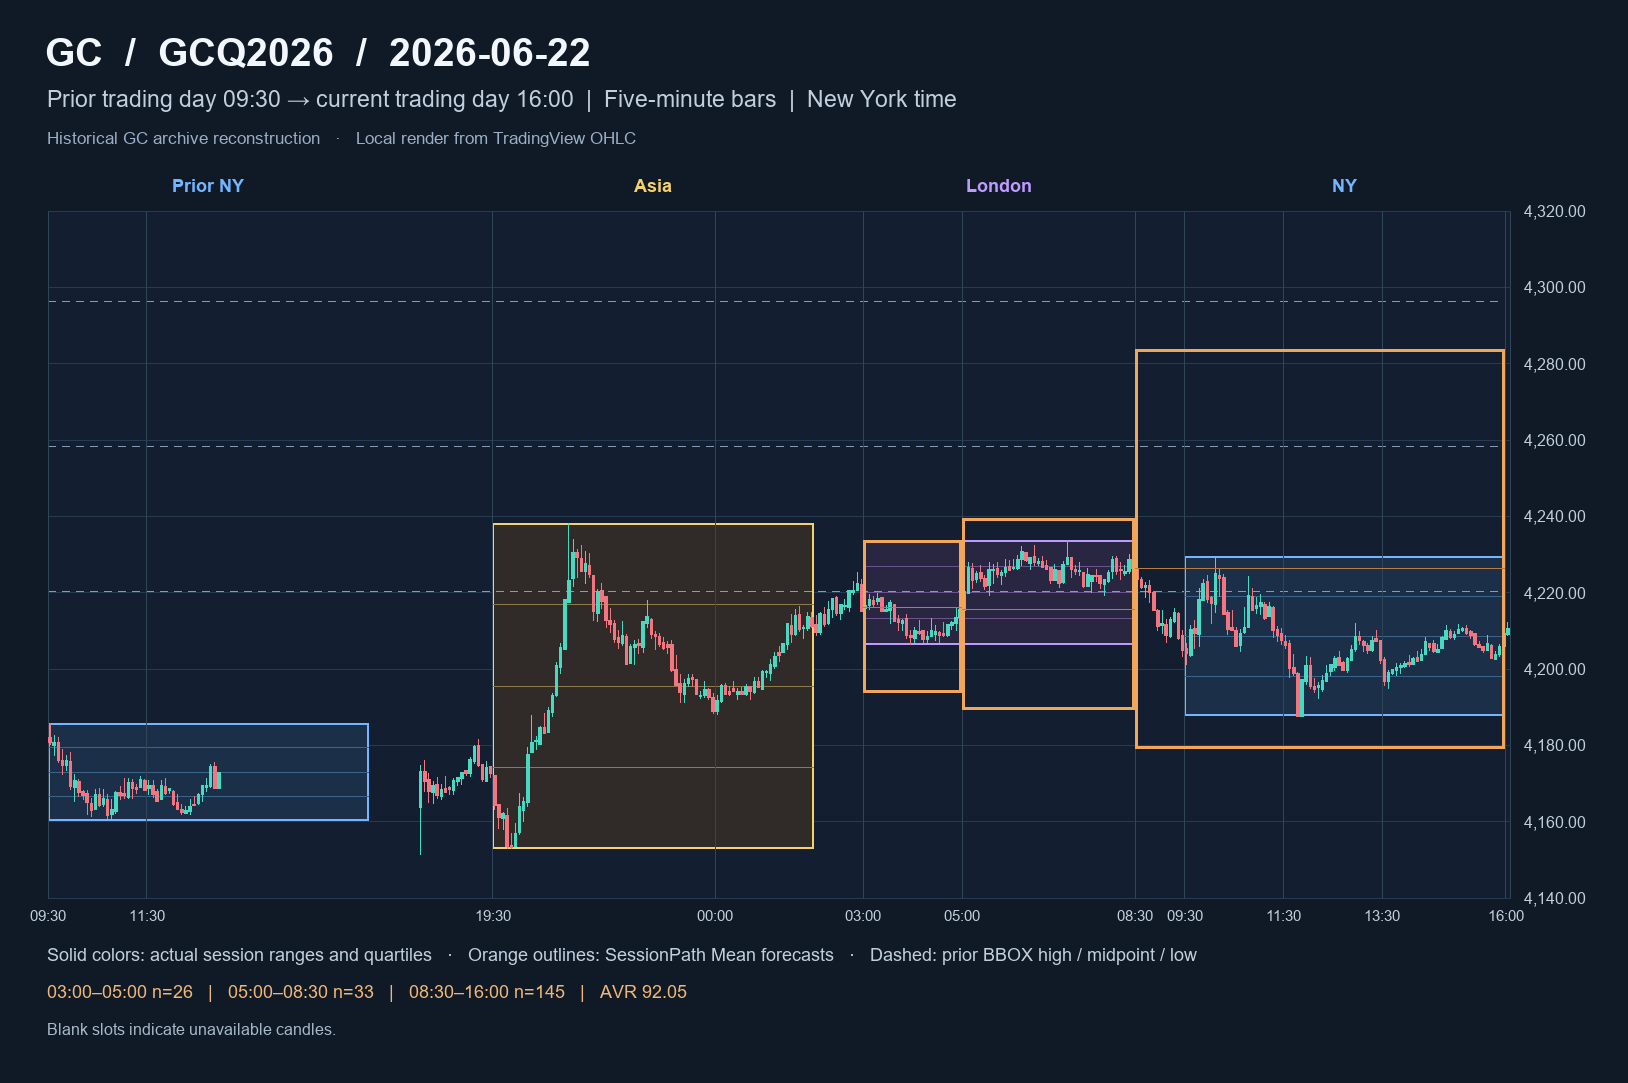 GC / GCQ2026 / 2026-06-22
Prior trading day 09:30 → current trading day 16:00 | Five-minute bars | New York time
Historical GC archive reconstruction · Local render from TradingView OHLC
Prior NY Asia London NY
4,320.00
4,300.00
4,280.00
4,260.00
4,240.00
4,220.00
4,200.00
4,180.00
4,160.00
4,140.00
09:30 11:30 19:30 00:00 03:00 05:00 08:30 09:30 11:30 13:30 16:00
Solid colors: actual session ranges and quartiles · Orange outlines: SessionPath Mean forecasts · Dashed: prior BBOX high / midpoint / low
03:00–05:00 n=26 | 05:00–08:30 n=33 | 08:30–16:00 n=145 | AVR 92.05
Blank slots indicate unavailable candles.